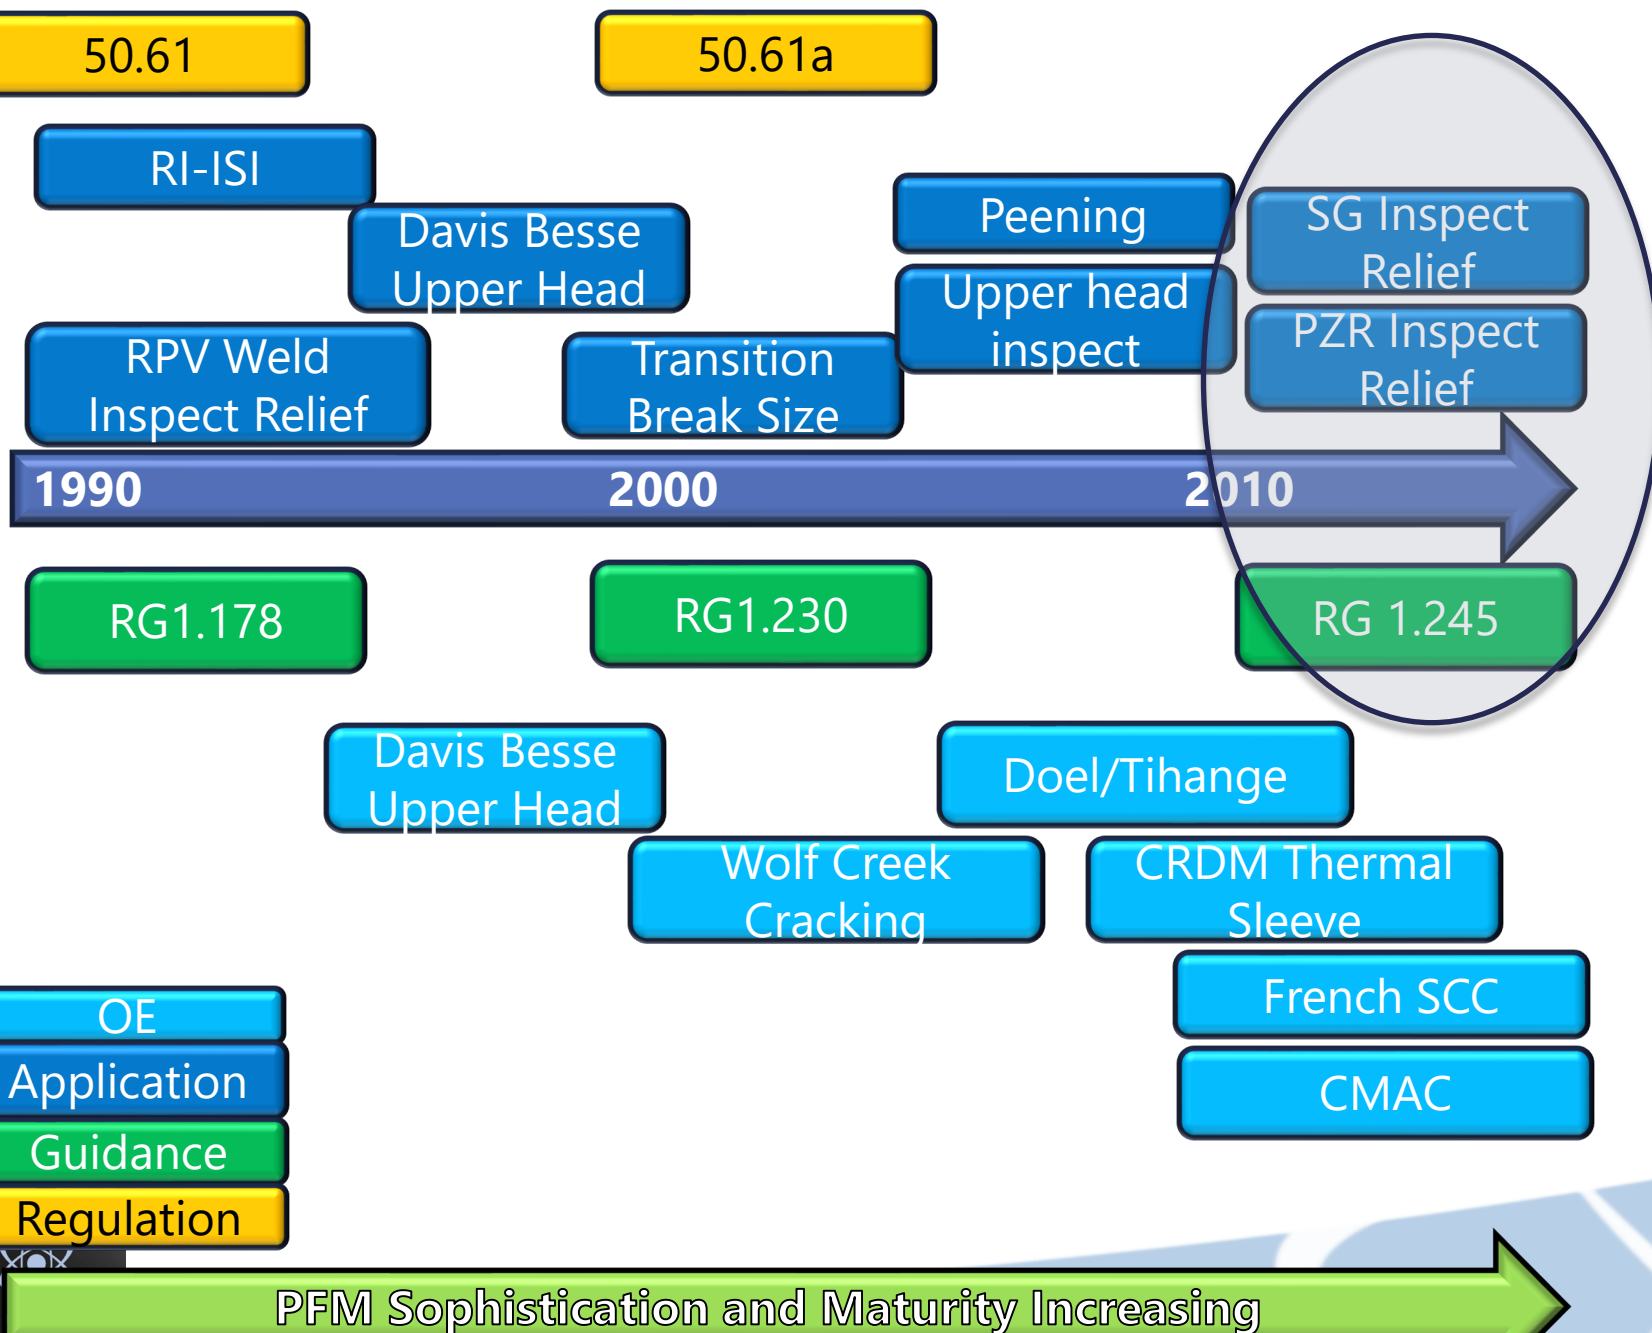 50.61
50.61a
RI-ISI
Davis Besse
Upper Head
Peening
SG Inspect
Relief
Upper head
inspect
PZR Inspect
Relief
RPV Weld
Inspect Relief
Transition
Break Size
1990
2000
2010
RG1.178
RG1.230
RG 1.245
Davis Besse
Upper Head
Doel/Tihange
Wolf Creek
Cracking
CRDM Thermal
Sleeve
French SCC
CMAC
OE
Application
Guidance
Regulation
PFM Sophistication and Maturity Increasing